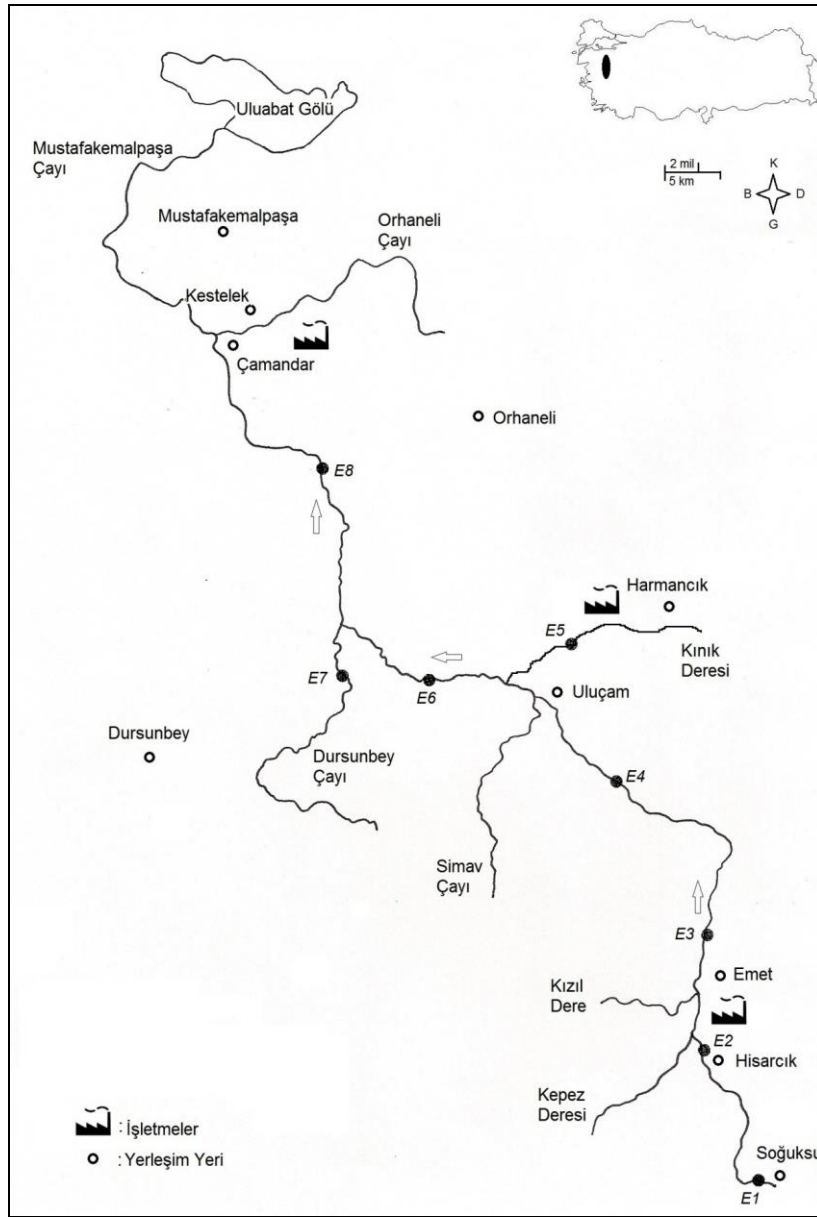 Uluabat Gölü
2 mil
5 km
K
B
D
G
Mustafakemalpaşa
Çayı
Mustafakemalpaşa
Orhaneli
Çayı
Kestelek
Çamandar
Orhaneli
E8
Harmancık
E5
Kınık
Deresi
E7
E6
Uluçam
Dursunbey
Dursunbey
Çayı
E4
Simav
Çayı
E3
Emet
Kızıl
Dere
E2
Hisarcık
Kepez
Deresi
: İşletmeler
: Yerleşim Yeri
Soğuksu
E1